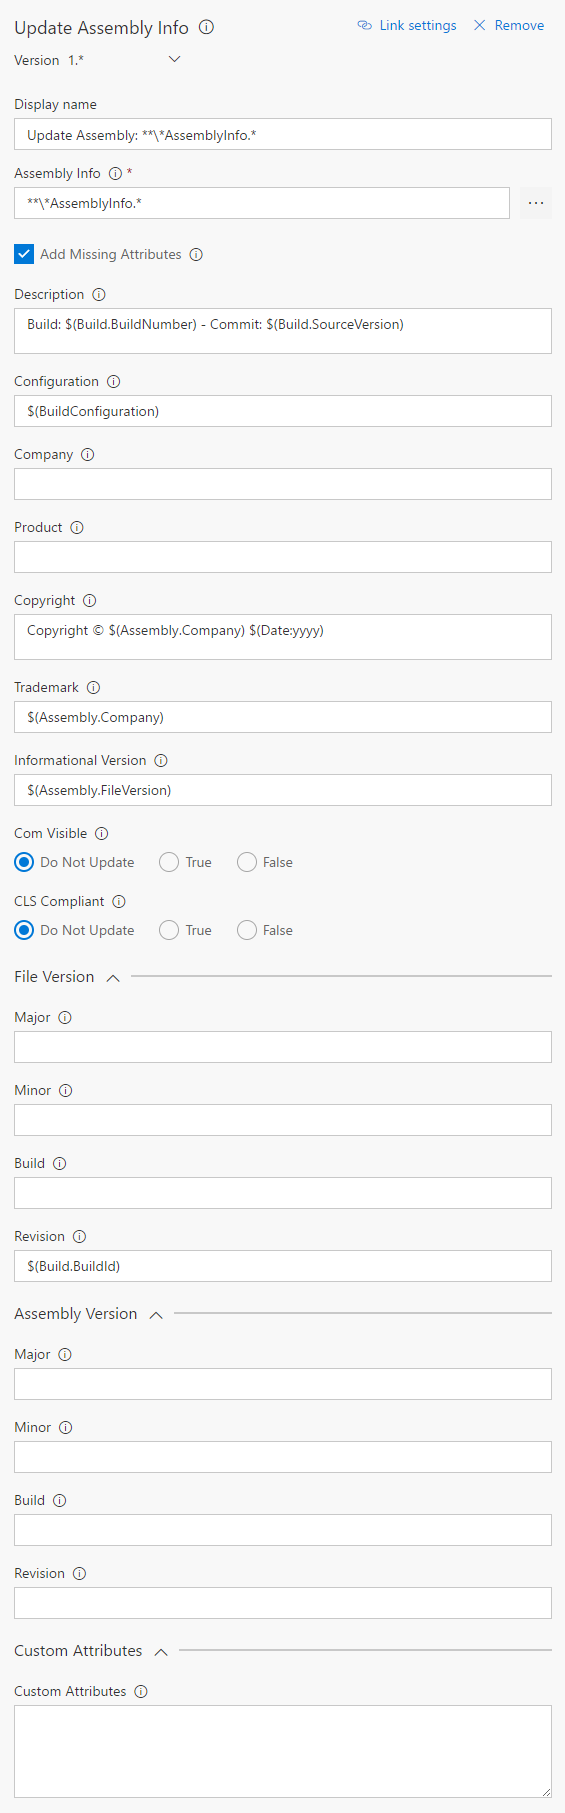 Update Assembly Info Link settings Remove
Version 1.*
Display name
Update Assembly: **\*AssemblyInfo.*
Assembly Info *
**\*AssemblyInfo.*
...
Add Missing Attributes
Description
Build: $(Build.BuildNumber) - Commit: $(Build.SourceVersion)
Configuration
$(BuildConfiguration)
Company
Product
Copyright
Copyright © $(Assembly.Company) $(Date:yyyy)
Trademark
$(Assembly.Company)
Informational Version
$(Assembly.FileVersion)
Com Visible
Do Not Update True False
CLS Compliant
Do Not Update True False
File Version
Major
Minor
Build
Revision
$(Build.BuildId)
Assembly Version
Major
Minor
Build
Revision
Custom Attributes
Custom Attributes